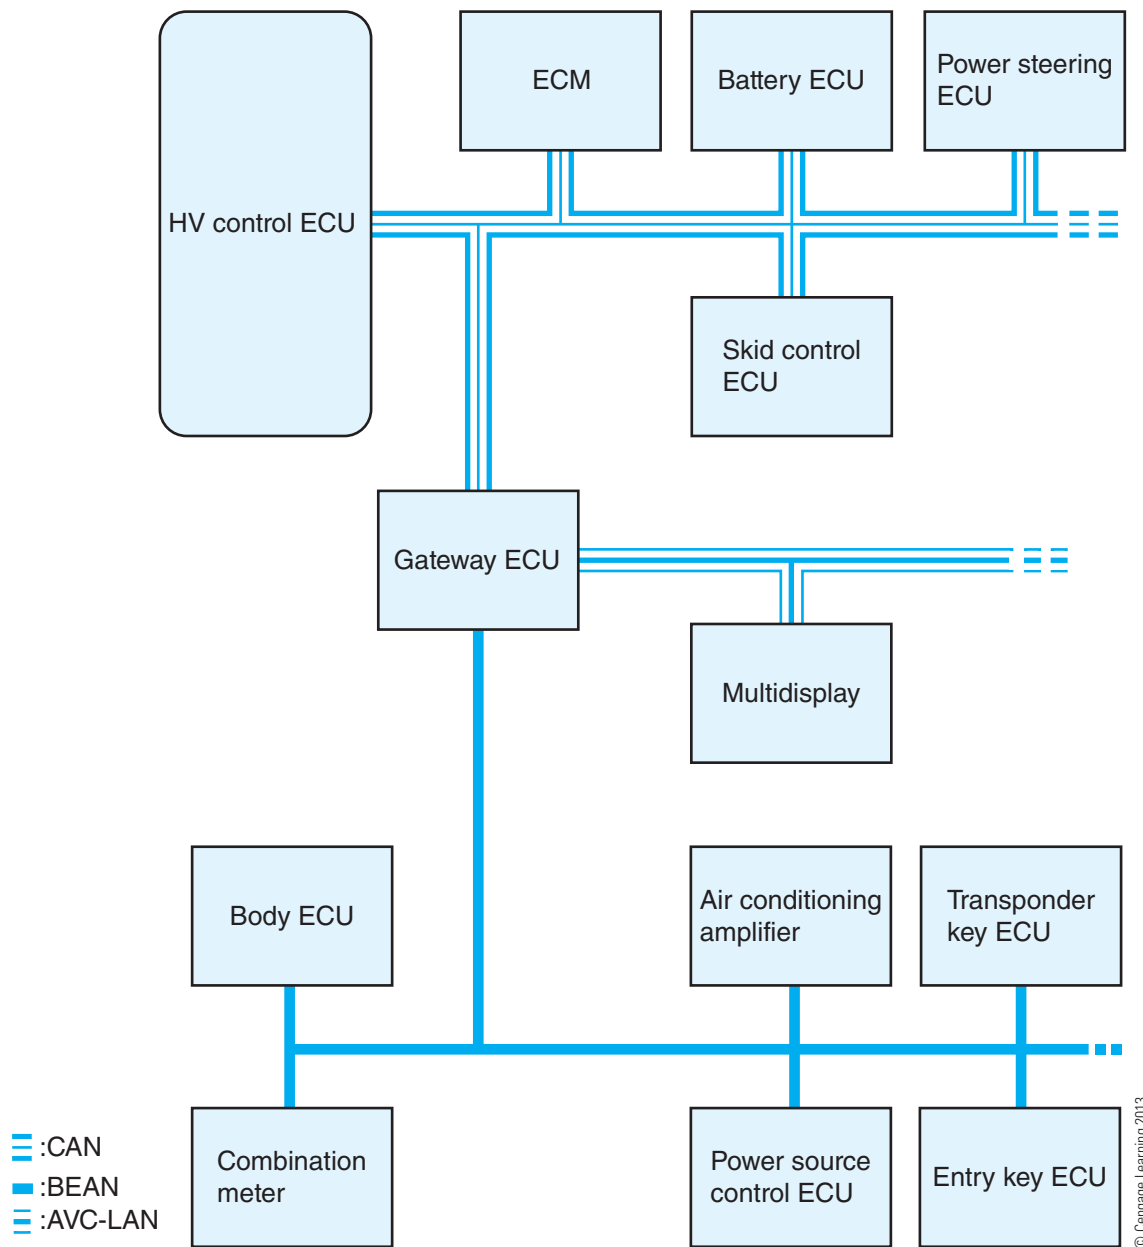 HV control ECU
ECM
Battery ECU
Power steering
ECU
Skid control
ECU
Gateway ECU
Multidisplay
Body ECU
Air conditioning
amplifier
Transponder
key ECU
Combination
meter
Power source
control ECU
Entry key ECU
:CAN
:BEAN
:AVC-LAN
© Cengage Learning 2013